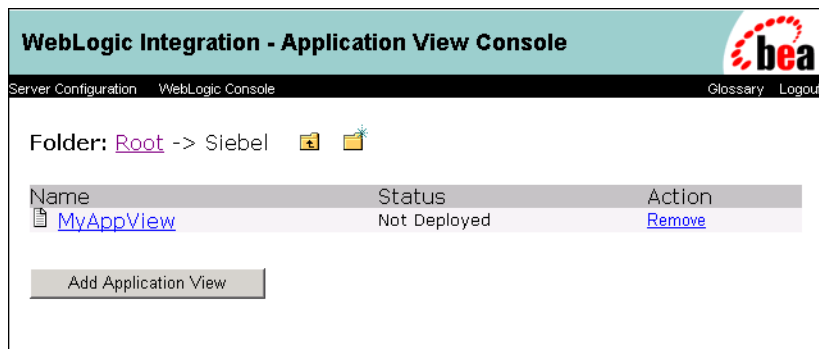 WebLogic Integration - Application View Console
bea
Server Configuration WebLogic Console Glossary Logout
Folder: Root -> Siebel
Name Status Action
MyAppView Not Deployed Remove
Add Application View